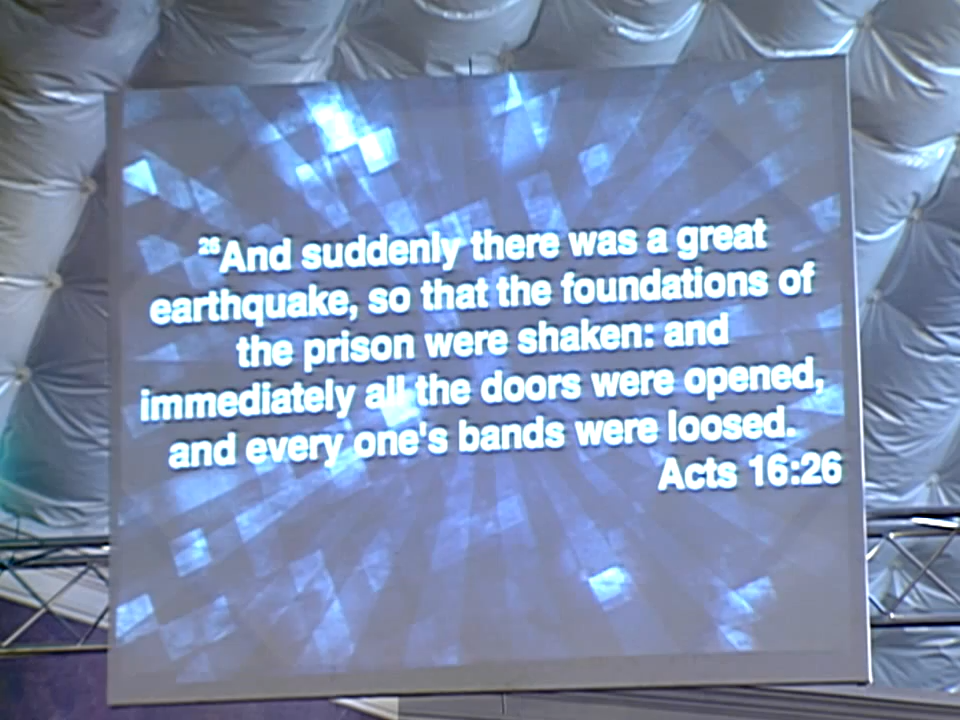 26And suddenly there was a great
earthquake, so that the foundations of
the prison were shaken: and
immediately all the doors were opened,
and every one's bands were loosed.
Acts 16:26